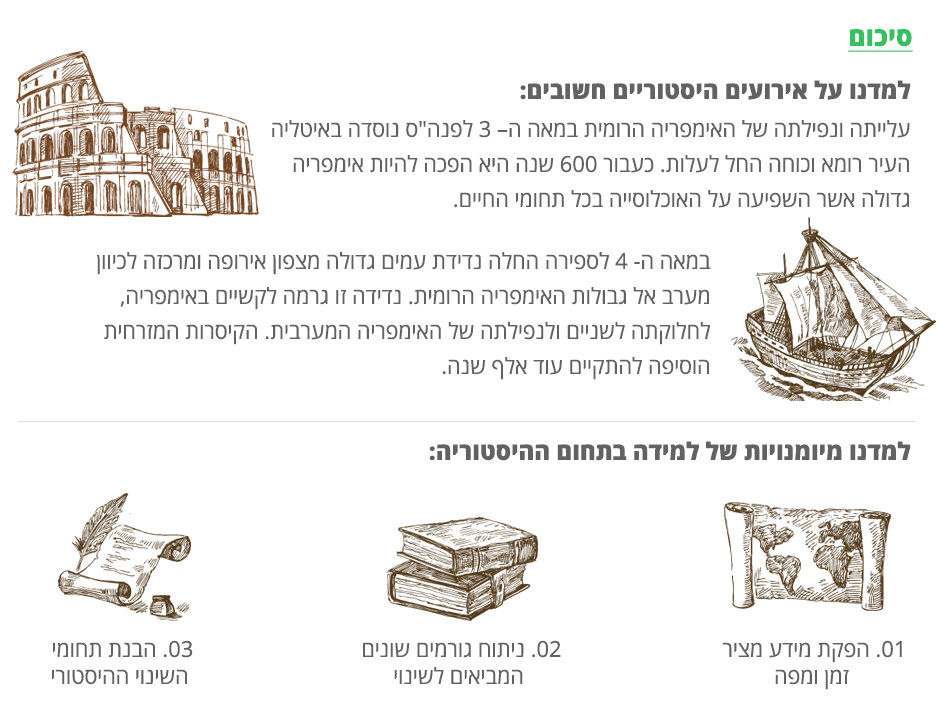 סיכום
למדנו על אירועים היסטוריים חשובים:
עלייתה ונפילתה של האימפריה הרומית במאה ה– 3 לפנה"ס נוסדה באיטליה
העיר רומא וכוחה החל לעלות. כעבור 600 שנה היא הפכה להיות אימפריה
גדולה אשר השפיעה על האוכלוסייה בכל תחומי החיים.
במאה ה- 4 לספירה החלה נדידת עמים גדולה מצפון אירופה ומרכזה לכיוון
מערב אל גבולות האימפריה הרומית. נדידה זו גרמה לקשיים באימפריה,
לחלוקתה לשניים ולנפילתה של האימפריה המערבית. הקיסרות המזרחית
הוסיפה להתקיים עוד אלף שנה.
למדנו מיומנויות של למידה בתחום ההיסטוריה:
01. הפקת מידע מציר
זמן ומפה
02. ניתוח גורמים שונים
המביאים לשינוי
03. הבנת תחומי
השינוי ההיסטורי